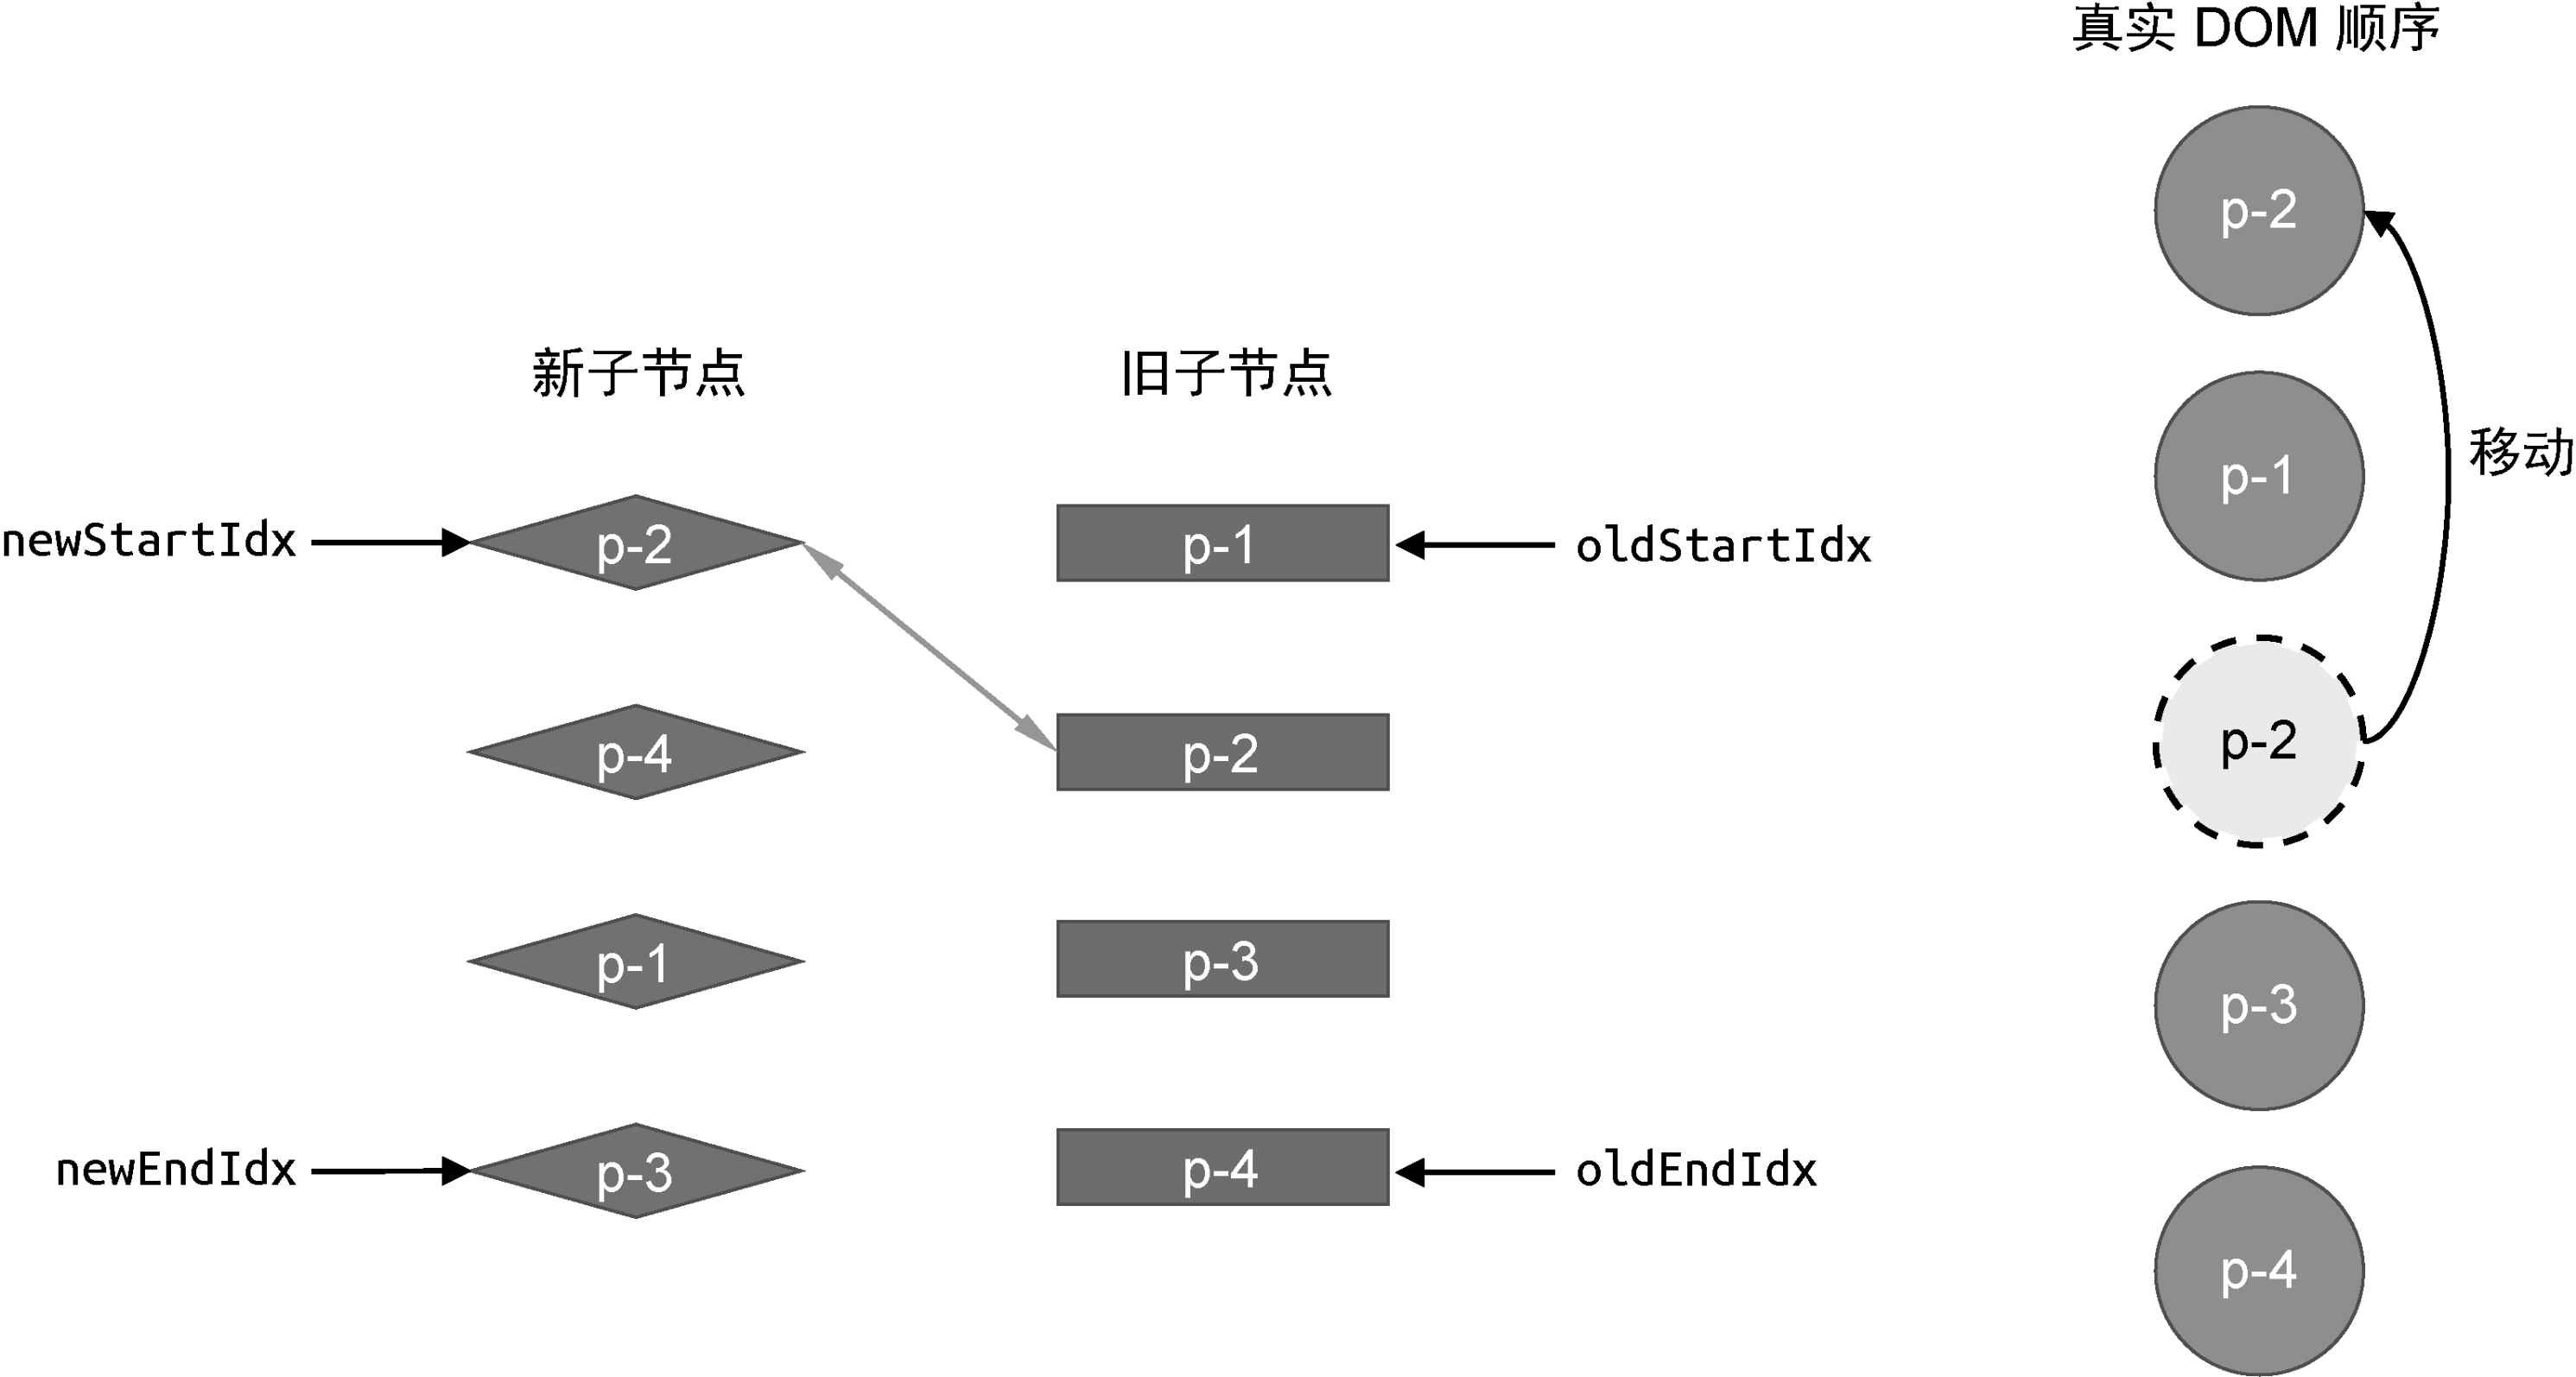 真实 DOM 顺序
p-2
新子节点
旧子节点
p-1
移动
newStartIdx
p-2
p-1
oldStartIdx
p-4
p-2
p-2
p-1
p-3
p-3
newEndIdx
p-3
p-4
oldEndIdx
p-4